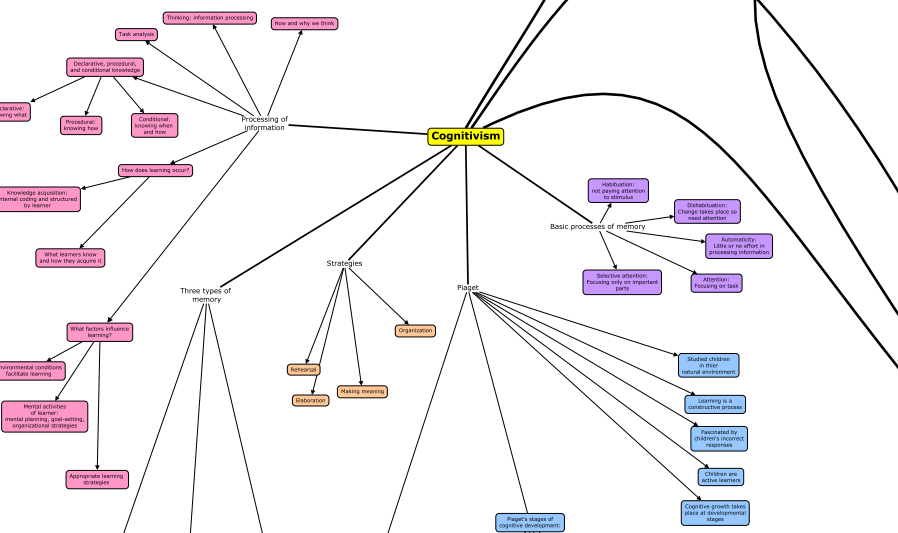 Thinking: information processing
How and why we think
Task analysis
Declarative, procedural,
and conditional knowledge
clarative:
wing what
Procedural:
knowing how
Conditional:
knowing when
and how
Processing of
information
Cognitivism
How does learning occur?
Knowledge acquisition:
nternal coding and structured
by learner
What learners know
and how they acquire it
Habituation:
not paying attention
to stimulus
Dishabituation:
Change takes place so
need attention
Basic processes of memory
Automaticity:
Little or no effort in
processing information
Selective attention:
Focusing only on important
parts
Attention:
Focusing on task
Strategies
Three types of
memory
Piaget
Organization
Rehearsal
Elaboration
Making meaning
What factors influence
learning?
nvironmental conditions
facilitate learning
Mental activities
of learner:
mental planning, goal-setting,
organizational strategies
Appropriate learning
strategies
Studied children
in thier
natural environment
Learning is a
constructive process
Fascinated by
children's incorrect
responses
Children are
active learners
Cognitive growth takes
place at developmental
stages
Piaget's stages of
cognitive development: